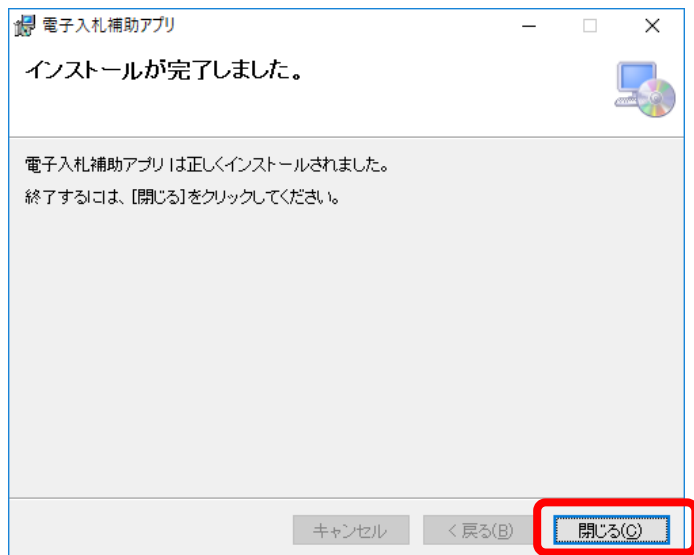 電子入札補助アプリ
インストールが完了しました。
電子入札補助アプリ は正しくインストールされました。
終了するには、[閉じる]をクリックしてください。
キャンセル
< 戻る(B)
閉じる(C)